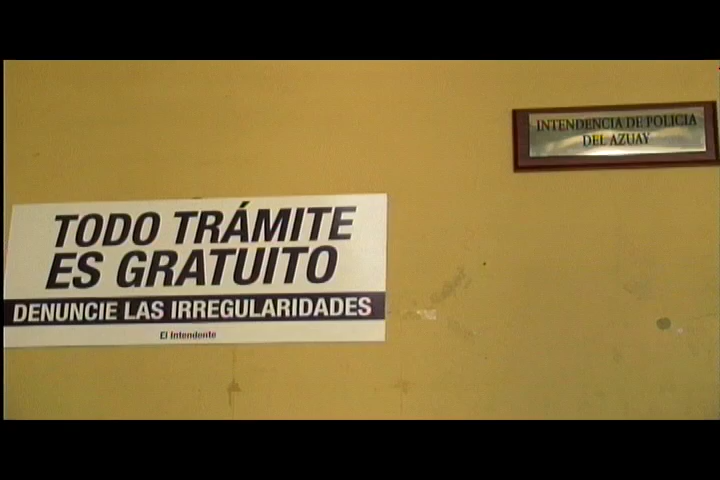 INTENDENCIA DE POLICIA
DEL AZUAY
TODO TRÁMITE
ES GRATUITO
DENUNCIE LAS IRREGULARIDADES
El Intendente